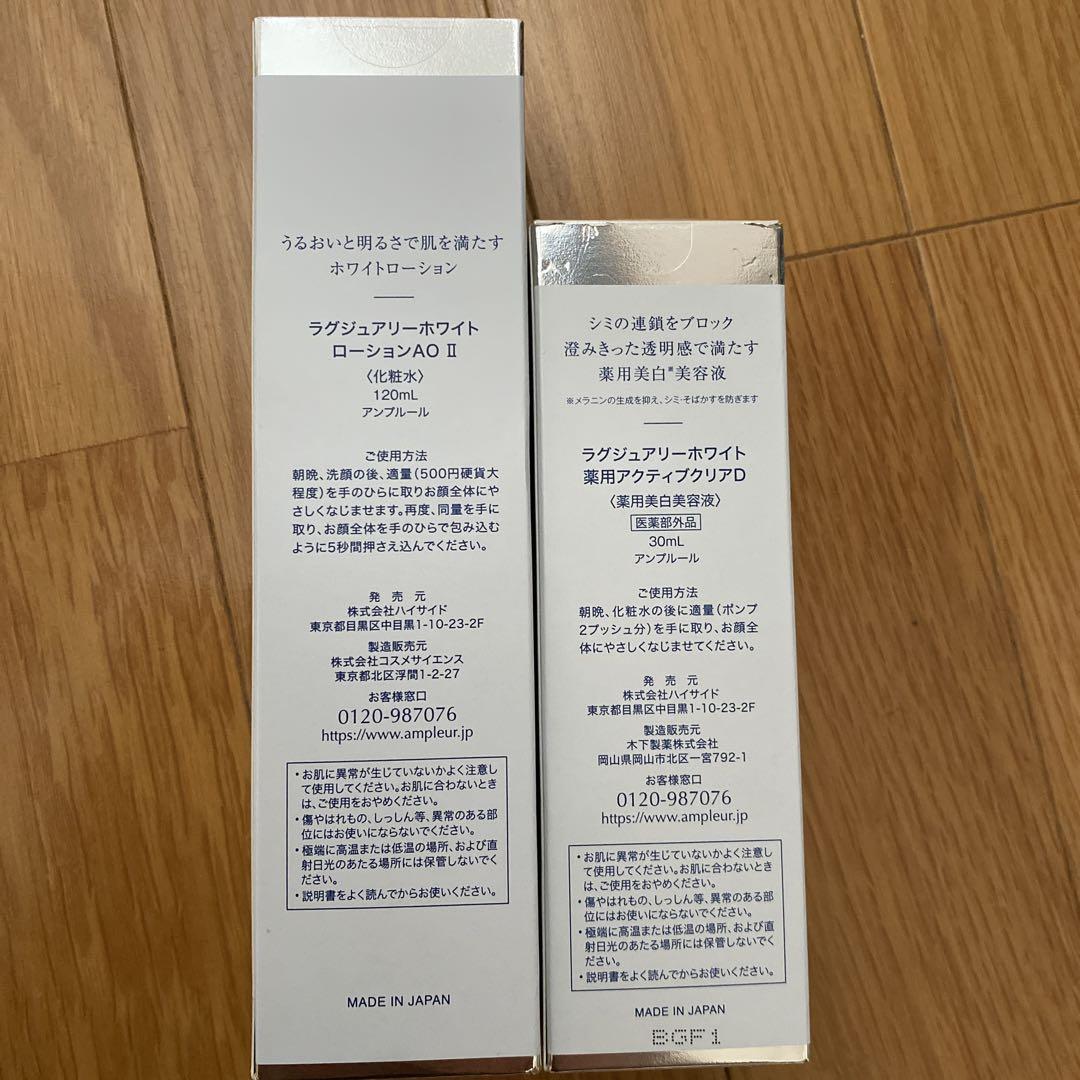 うるおいと明るさで肌を満たす
ホワイトローション
ラグジュアリーホワイト
ローションAO Ⅱ
〈化粧水〉
120mL
アンプルール
ご使用方法
朝晩、洗顔の後、適量(500円硬貨大
程度)を手のひらに取りお顔全体にや
さしくなじませます。再度、同量を手に
取り、お顔全体を手のひらで包み込む
ように5秒間押さえ込んでください。
発 売 元
株式会社ハイサイド
東京都目黒区中目黒1-10-23-2F
製造販売元
株式会社コスメサイエンス
東京都北区浮間1-2-27
お客様窓口
0120-987076
https://www.ampleur.jp
・お肌に異常が生じていないかよく注意し
て使用してください。お肌に合わないとき
は、ご使用をおやめください。
・傷やはれもの、しっしん等、異常のある部
位にはお使いにならないでください。
・極端に高温または低温の場所、および直
射日光のあたる場所には保管しないでく
ださい。
・説明書をよく読んでからお使いください。
MADE IN JAPAN
シミの連鎖をブロック
澄みきった透明感で満たす
薬用美白※美容液
※メラニンの生成を抑え、シミ・そばかすを防ぎます
ラグジュアリーホワイト
薬用アクティブクリアD
〈薬用美白美容液〉
医薬部外品
30mL
アンプルール
ご使用方法
朝晩、化粧水の後に適量(ポンプ
2プッシュ分)を手に取り、お顔全
体にやさしくなじませてください。
発 売 元
株式会社ハイサイド
東京都目黒区中目黒1-10-23-2F
製造販売元
木下製薬株式会社
岡山県岡山市北区一宮792-1
お客様窓口
0120-987076
https://www.ampleur.jp
・お肌に異常が生じていないかよく注意し
て使用してください。お肌に合わないとき
は、ご使用をおやめください。
・傷やはれもの、しっしん等、異常のある部
位にはお使いにならないでください。
・極端に高温または低温の場所、および直
射日光のあたる場所には保管しないでく
ださい。
・説明書をよく読んでからお使いください。
MADE IN JAPAN
BGF1